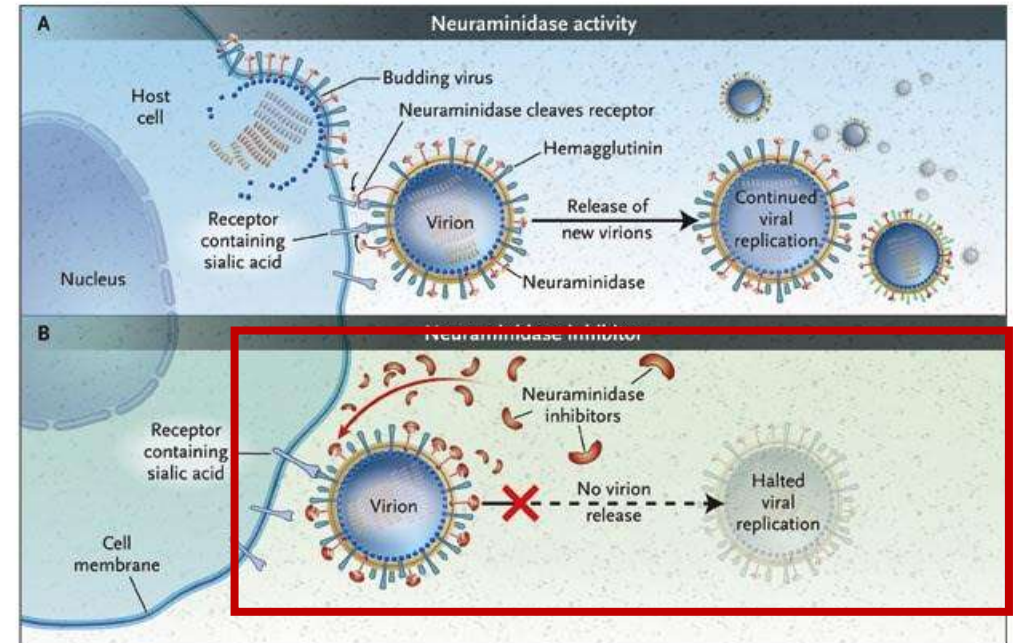 A
Neuraminidase activity
Budding virus
Host
cell
Neuraminidase cleaves receptor
Hemagglutinin
Receptor
containing
sialic acid
Virion
Release of
new virions
Continued
viral
replication
Nucleus
Neuraminidase
B
Neuraminidase inhibitor
Neuraminidase
inhibitors
Receptor
containing
sialic acid
Virion
No virion
release
Halted
viral
replication
Cell
membrane